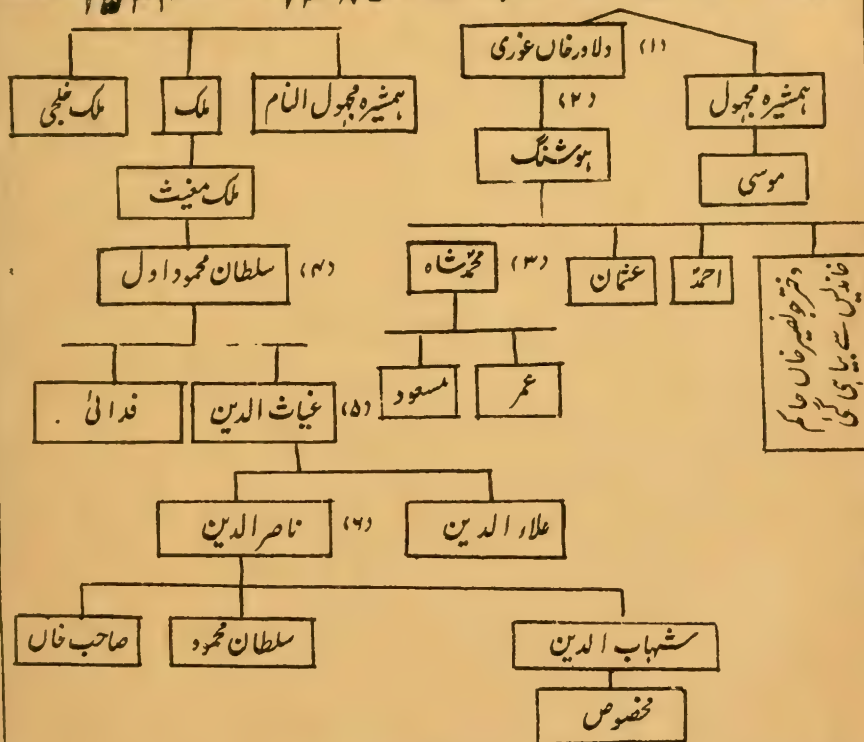 (۱) دلاور خاں غوری
ہمشیرہ مجہول
ہمشیرہ مجہول النام
ملک
ملک خلجی
(۲)
ہوشنگ
موسی
ملک مغیث
سلطان محمود اول (۴)
دختر جو نصیر خاں حاکم
خاندیس سے بیاہی گئی
احمدؐ
عثمان
(۳) محمدؐ شاہ
عمر
مسعود
(۵) غیاث الدین
فدائی
علاء الدین
(۶) ناصر الدین
شہاب الدین
سلطان محمود
صاحب خاں
مخصوص